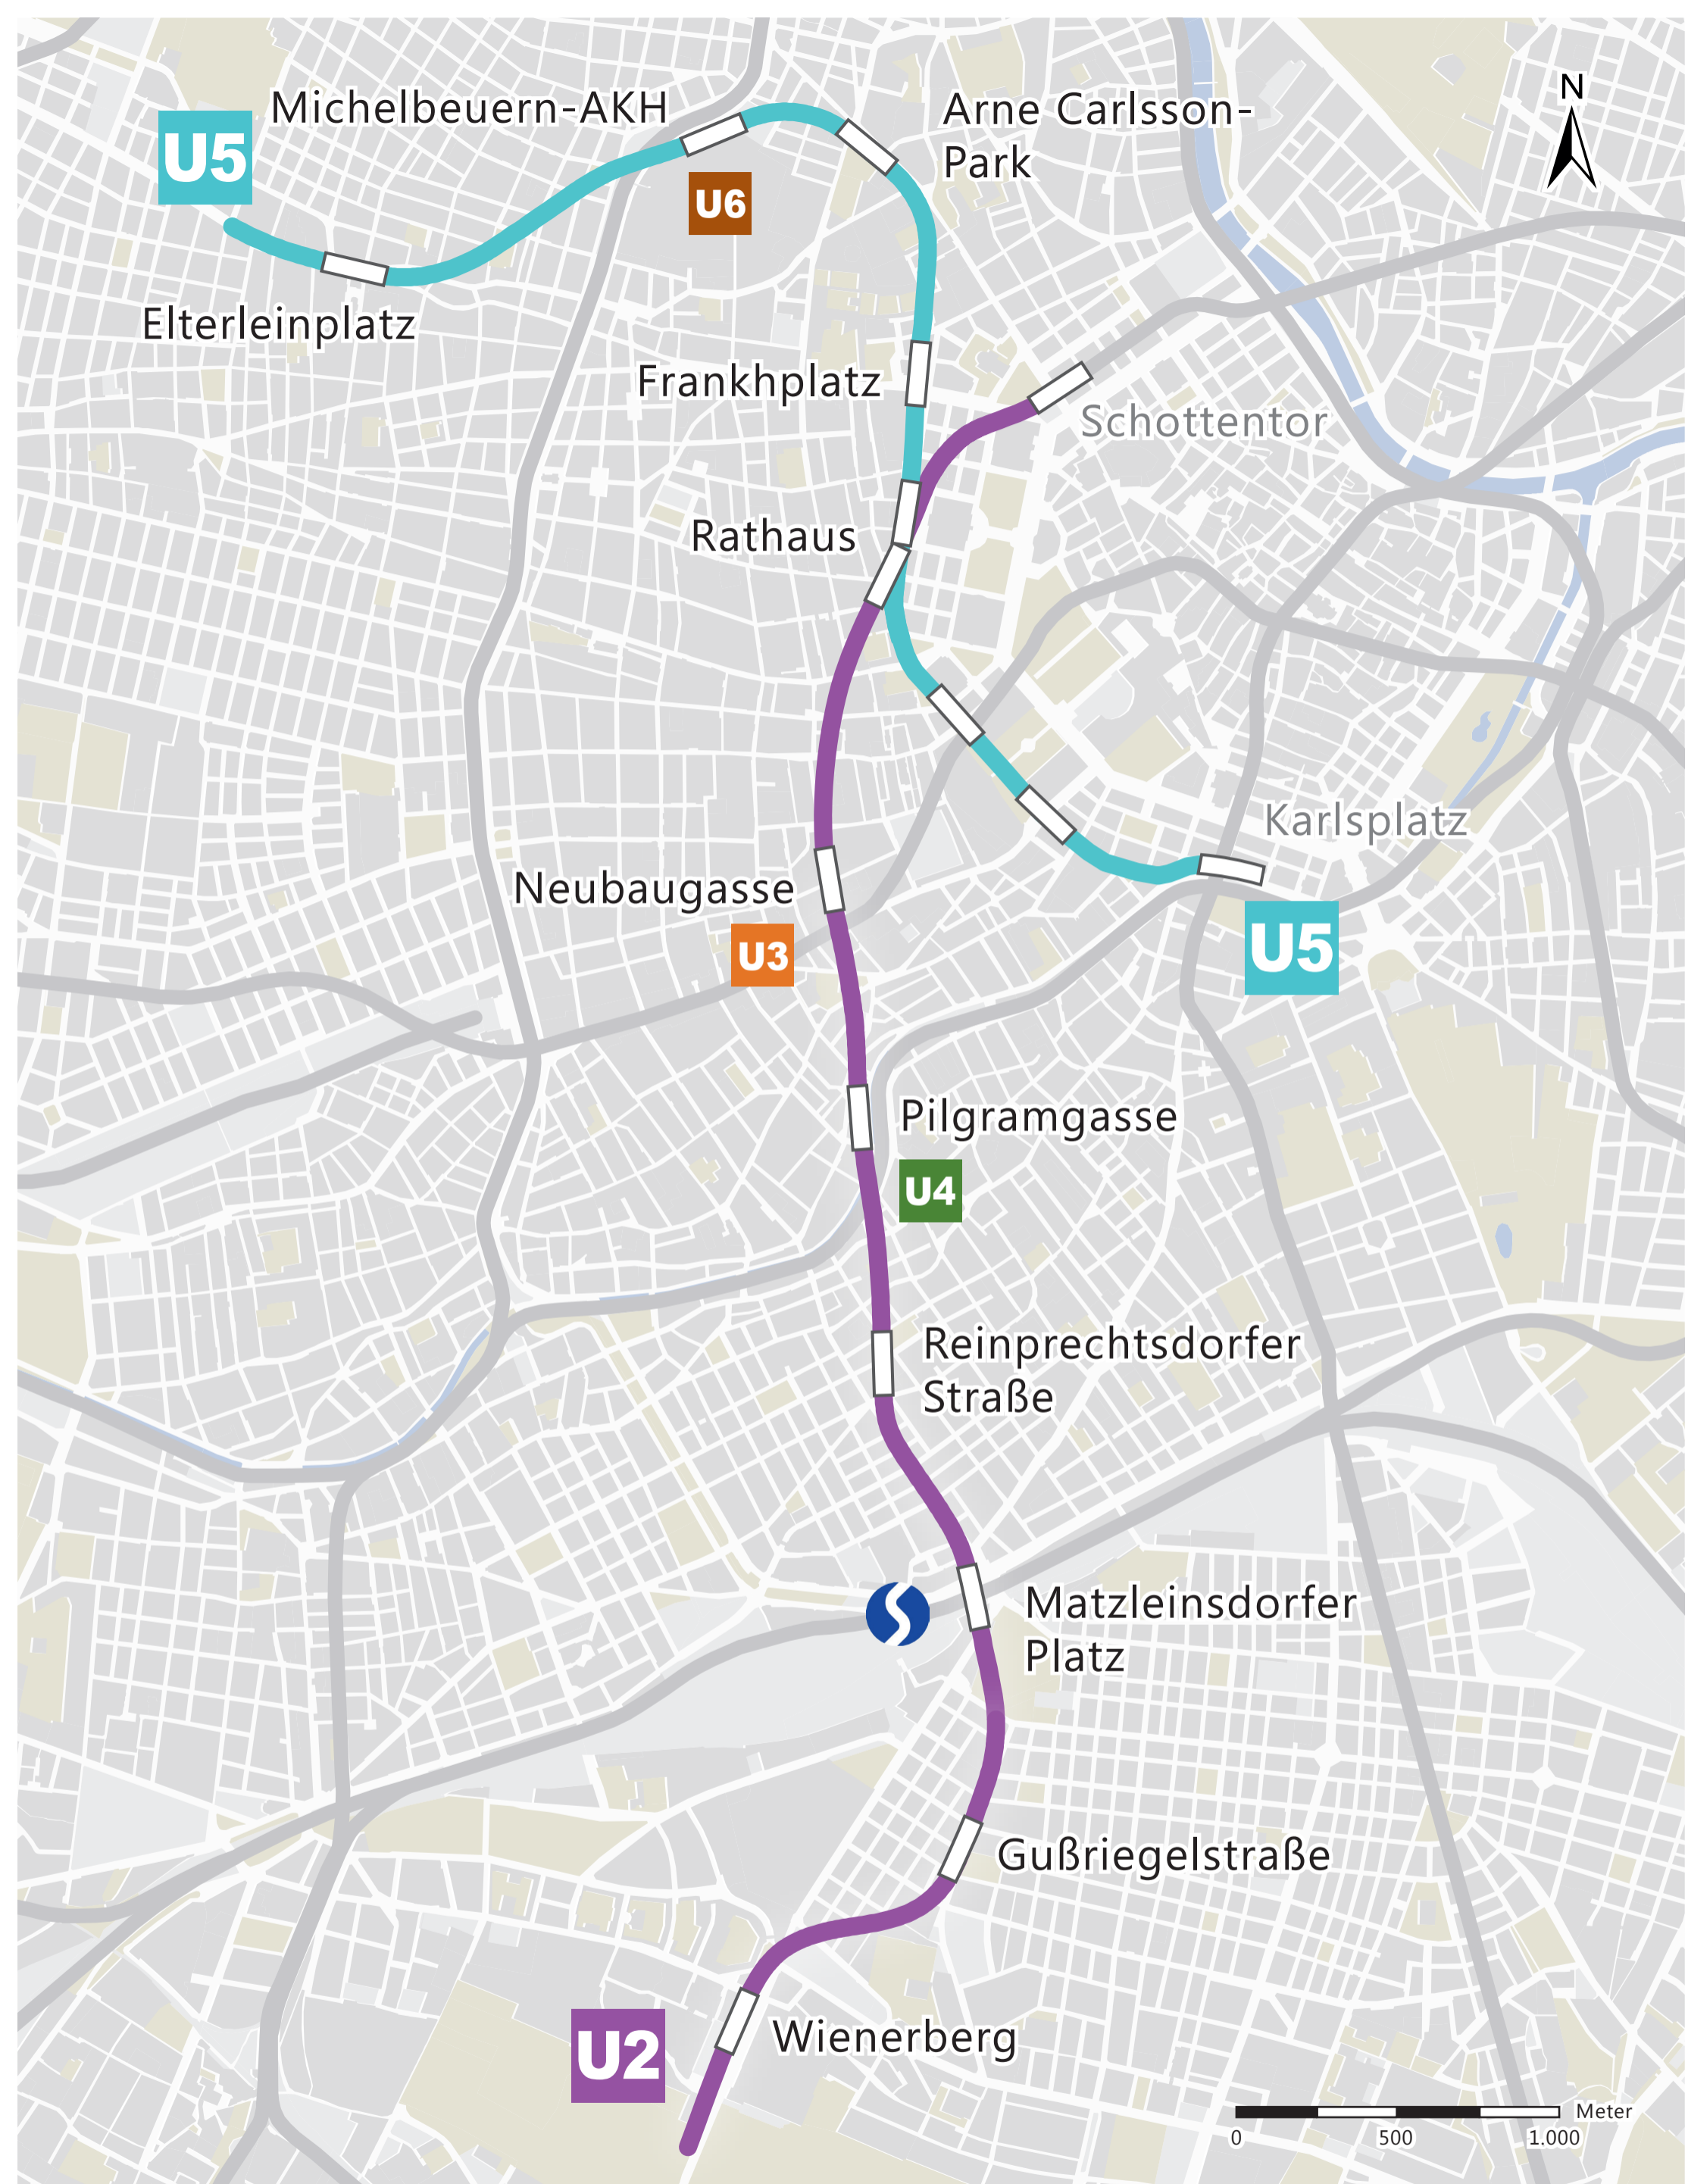 N
Michelbeuern-AKH
Arne Carlsson-
Park
U5
U6
Elterleinplatz
Frankhplatz
Schottentor
Rathaus
Karlsplatz
Neubaugasse
U3
U5
Pilgramgasse
U4
Reinprechtsdorfer
Straße
Matzleinsdorfer
Platz
Gußriegelstraße
Wienerberg
U2
Meter
0 500 1.000